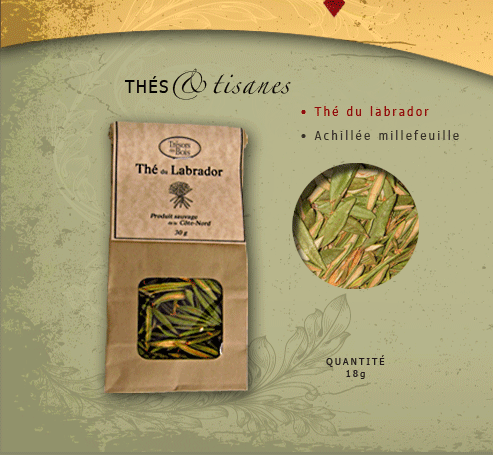 THÉS & tisanes
• Thé du labrador
• Achillée millefeuille
Trésors
des Bois
Thé du Labrador
Produit sauvage
de la Côte-Nord
30 g
QUANTITÉ
18g